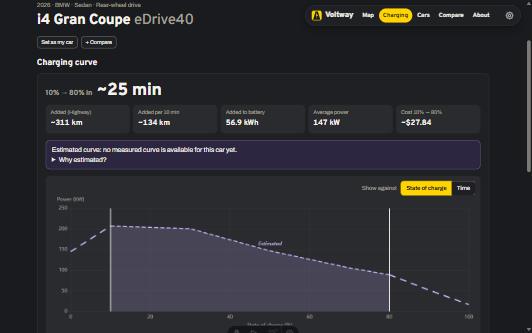 2026 · BMW · Sedan · Rear-wheel drive
i4 Gran Coupe eDrive40
Voltway
Map
Charging
Cars
Compare
About
Set as my car
+ Compare
Charging curve
10% → 80% in ~25 min
Added (Highway)
~311 km
Added per 10 min
~134 km
Added to battery
56.9 kWh
Average power
147 kW
Cost 10% → 80%
~$27.84
Estimated curve: no measured curve is available for this car yet.
▶ Why estimated?
Show against
State of charge
Time
Power (kW)
250
200
150
100
50
0
Estimated
0
20
40
60
80
100